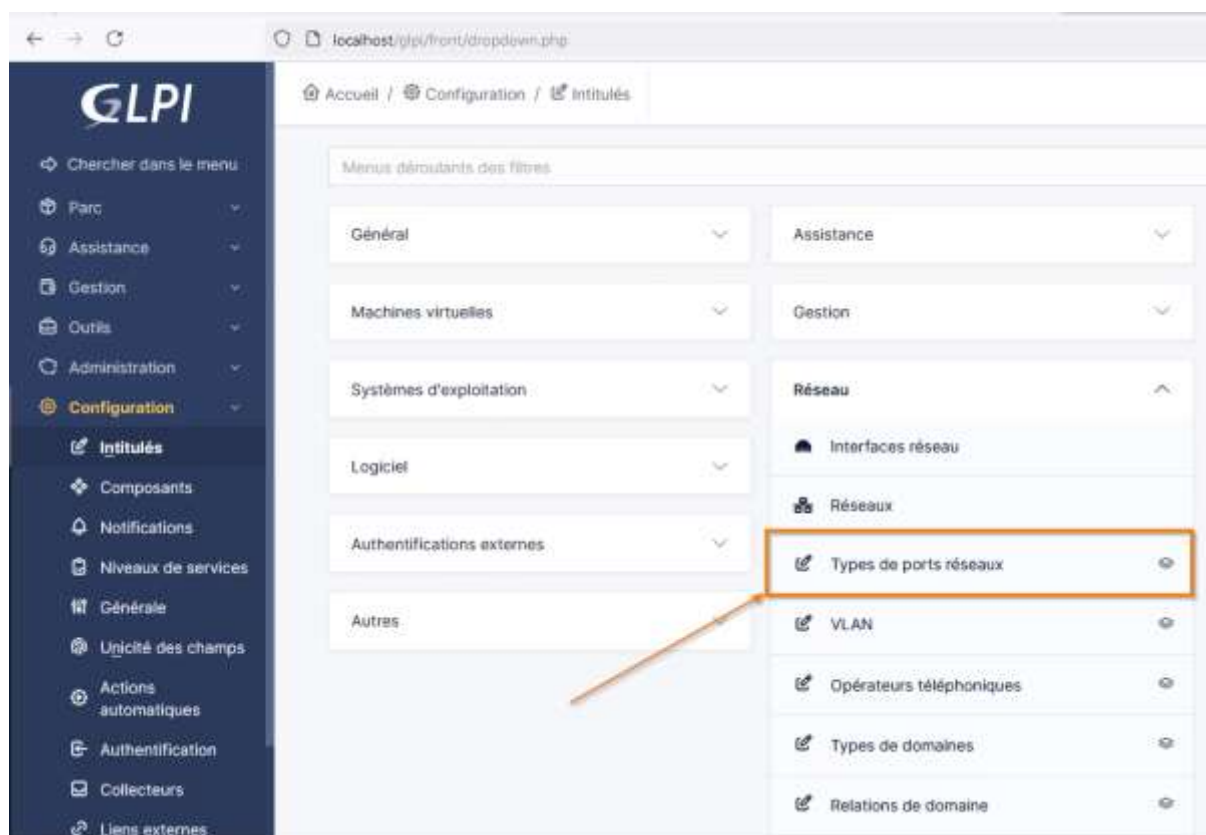 localhost/glpi/front/dropdown.php
GLPI
Accueil / Configuration / Intitulés
Chercher dans le menu
Parc
Assistance
Gestion
Outils
Administration
Configuration
Intitulés
Composants
Notifications
Niveaux de services
Générale
Unicité des champs
Actions
automatiques
Authentification
Collecteurs
Liens externes
Menus déroulants des filtres
Général
Machines virtuelles
Systèmes d'exploitation
Logiciel
Authentifications externes
Autres
Assistance
Gestion
Réseau
Interfaces réseau
Réseaux
Types de ports réseaux
VLAN
Opérateurs téléphoniques
Types de domaines
Relations de domaine